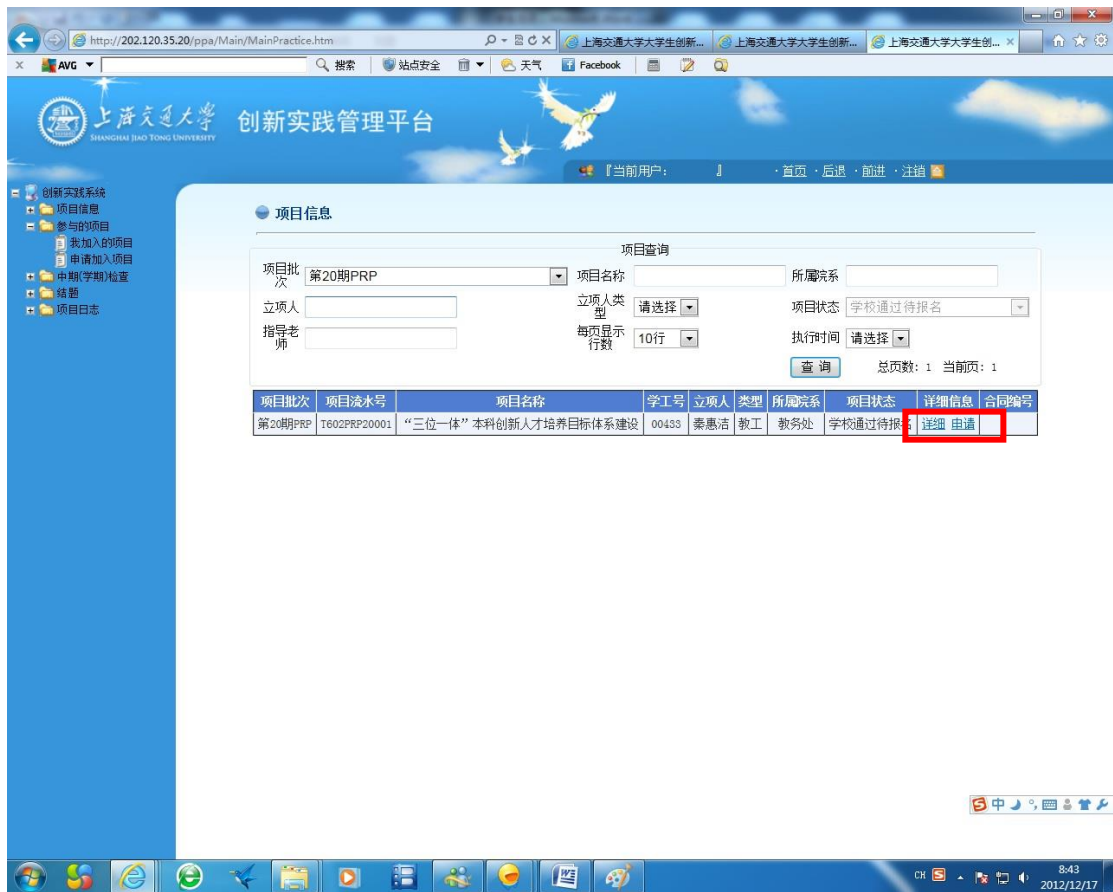 http://202.120.35.20/ppa/Main/MainPractice.htm
上海交通大学大学生创新...
上海交通大学大学生创新...
上海交通大学大学生创...
AVG
搜索
站点安全
天气
Facebook
上海交通大学
SHANGHAI JIAO TONG UNIVERSITY
创新实践管理平台
『当前用户: 』
·首页 ·后退 ·前进 ·注销
创新实践系统
项目信息
参与的项目
我加入的项目
申请加入项目
中期(学期)检查
结题
项目日志
项目信息
项目查询
项目批次 第20期PRP 项目名称 所属院系
立项人 立项人类型 请选择 项目状态 学校通过待报名
指导老师 每页显示行数 10行 执行时间 请选择
查 询 总页数: 1 当前页: 1
项目批次 项目流水号 项目名称 学工号 立项人 类型 所属院系 项目状态 详细信息 合同编号
第20期PRP T602PRP20001 “三位一体”本科创新人才培养目标体系建设 00433 秦惠洁 教工 教务处 学校通过待报名 详细 申请
中
CH
8:43
2012/12/17